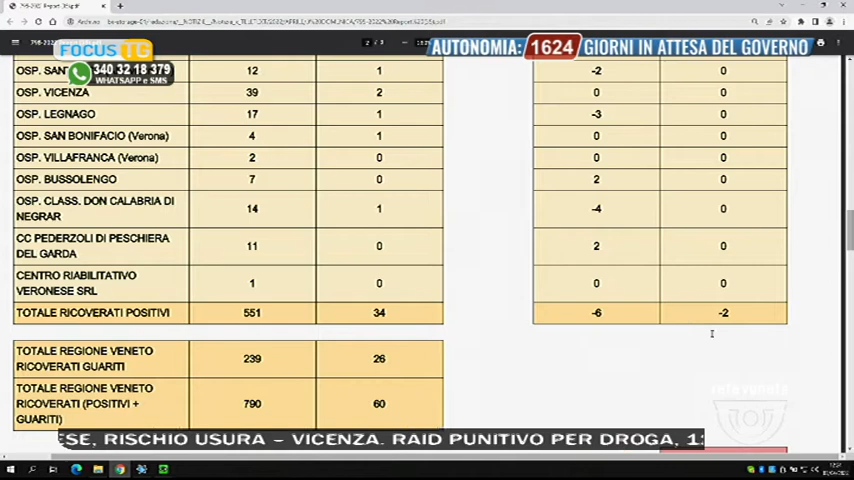 795-2022 Report
FOCUS TG
340 32 18 379
WHATSAPP e SMS
AUTONOMIA: 1624 GIORNI IN ATTESA DEL GOVERNO
OSP. SAN 12 1 -2 0
OSP. VICENZA 39 2 0 0
OSP. LEGNAGO 17 1 -3 0
OSP. SAN BONIFACIO (Verona) 4 1 0 0
OSP. VILLAFRANCA (Verona) 2 0 0 0
OSP. BUSSOLENGO 7 0 2 0
OSP. CLASS. DON CALABRIA DI
NEGRAR 14 1 -4 0
CC PEDERZOLI DI PESCHIERA
DEL GARDA 11 0 2 0
CENTRO RIABILITATIVO
VERONESE SRL 1 0 0 0
TOTALE RICOVERATI POSITIVI 551 34 -6 -2
TOTALE REGIONE VENETO
RICOVERATI GUARITI 239 26
TOTALE REGIONE VENETO
RICOVERATI (POSITIVI +
GUARITI) 790 60
rete veneta
ESE, RISCHIO USURA – VICENZA. RAID PUNITIVO PER DROGA, 1